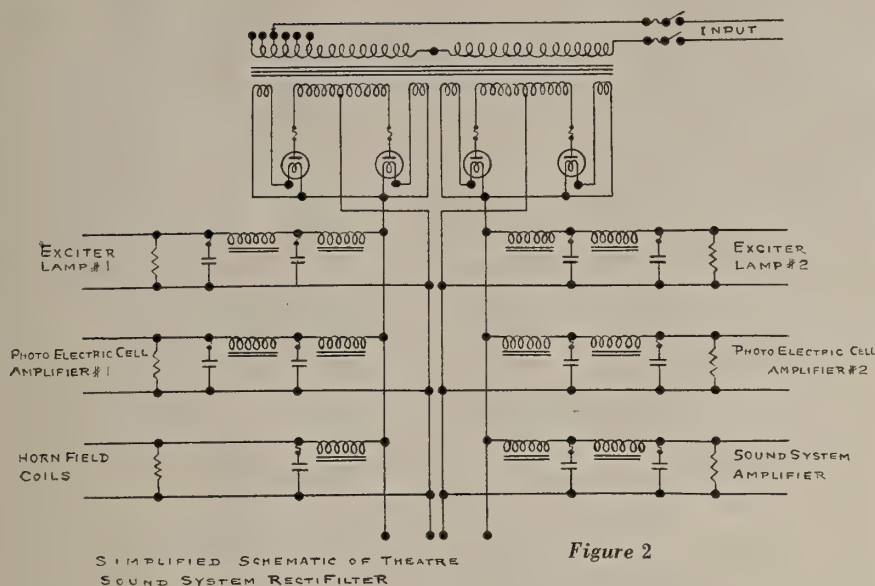 INPUT
EXCITER
LAMP#1
EXCITER
LAMP#2
PHOTO ELECTRIC CELL
AMPLIFIER#1
PHOTO ELECTRIC CELL
AMPLIFIER#2
HORN FIELD
COILS
SOUND SYSTEM
AMPLIFIER
SIMPLIFIED SCHEMATIC OF THEATRE
SOUND SYSTEM RECTIFILTER
Figure 2